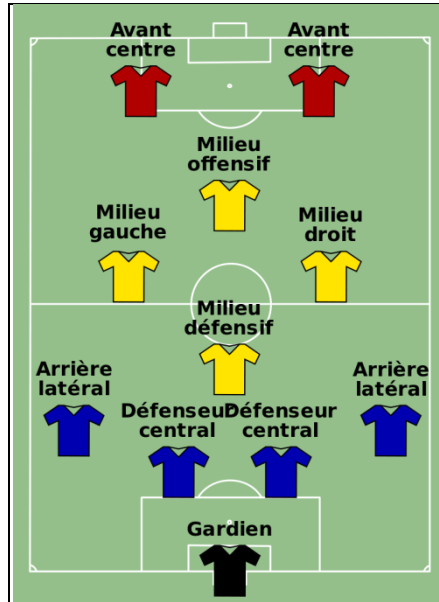 Avant
centre
Avant
centre
Milieu
offensif
Milieu
gauche
Milieu
droit
Milieu
défensif
Arrière
latéral
Arrière
latéral
Défenseur
central
Défenseur
central
Gardien